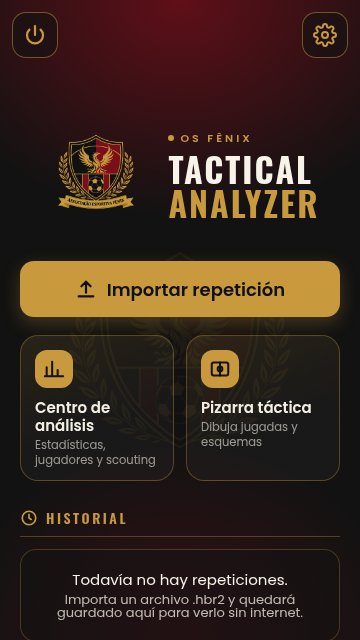 OS FÊNIX
TACTICAL
ANALYZER
Importar repetición
Centro de
análisis
Estadísticas,
jugadores y scouting
Pizarra táctica
Dibuja jugadas y
esquemas
HISTORIAL
Todavía no hay repeticiones.
Importa un archivo .hbr2 y quedará
guardado aquí para verlo sin internet.